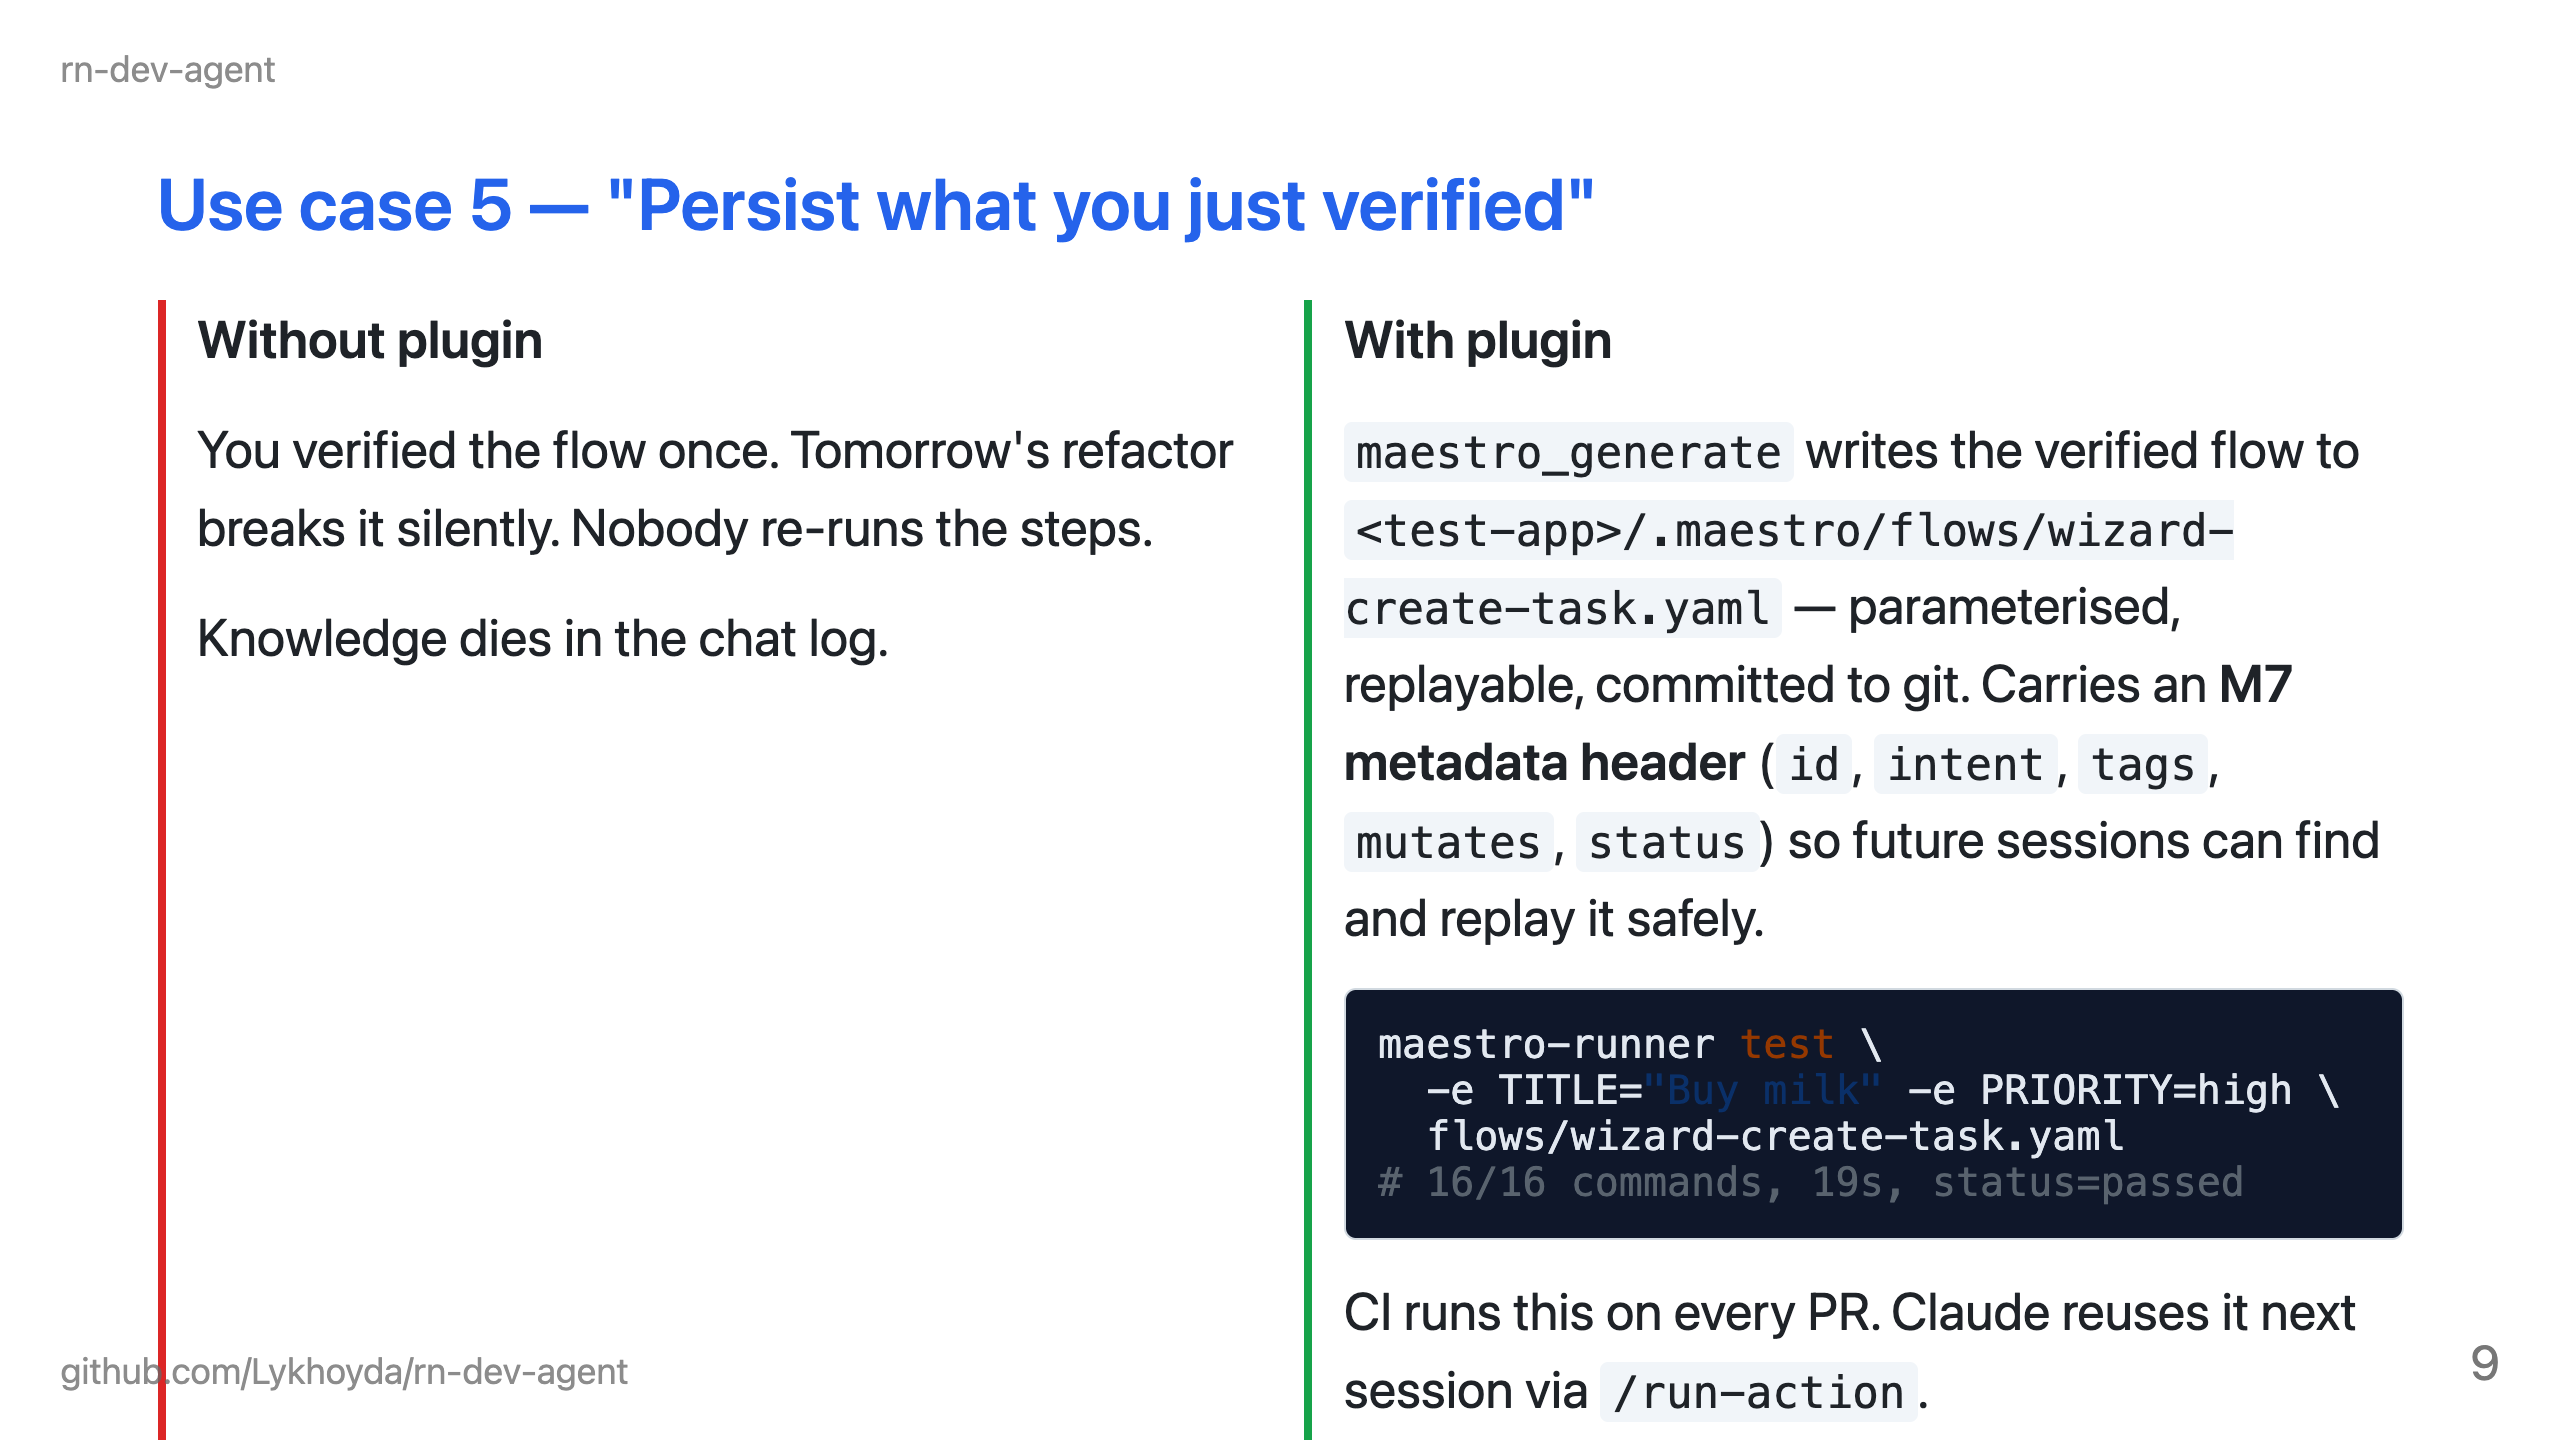 rn-dev-agent
Use case 5 — "Persist what you just verified"
Without plugin
You verified the flow once. Tomorrow's refactor
breaks it silently. Nobody re-runs the steps.
Knowledge dies in the chat log.
With plugin
maestro_generate writes the verified flow to
<test-app>/.maestro/flows/wizard-
create-task.yaml — parameterised,
replayable, committed to git. Carries an M7
metadata header (id, intent, tags,
mutates, status) so future sessions can find
and replay it safely.
maestro-runner test \
  -e TITLE="Buy milk" -e PRIORITY=high \
  flows/wizard-create-task.yaml
# 16/16 commands, 19s, status=passed
CI runs this on every PR. Claude reuses it next
session via /run-action.
github.com/Lykhoyda/rn-dev-agent
9